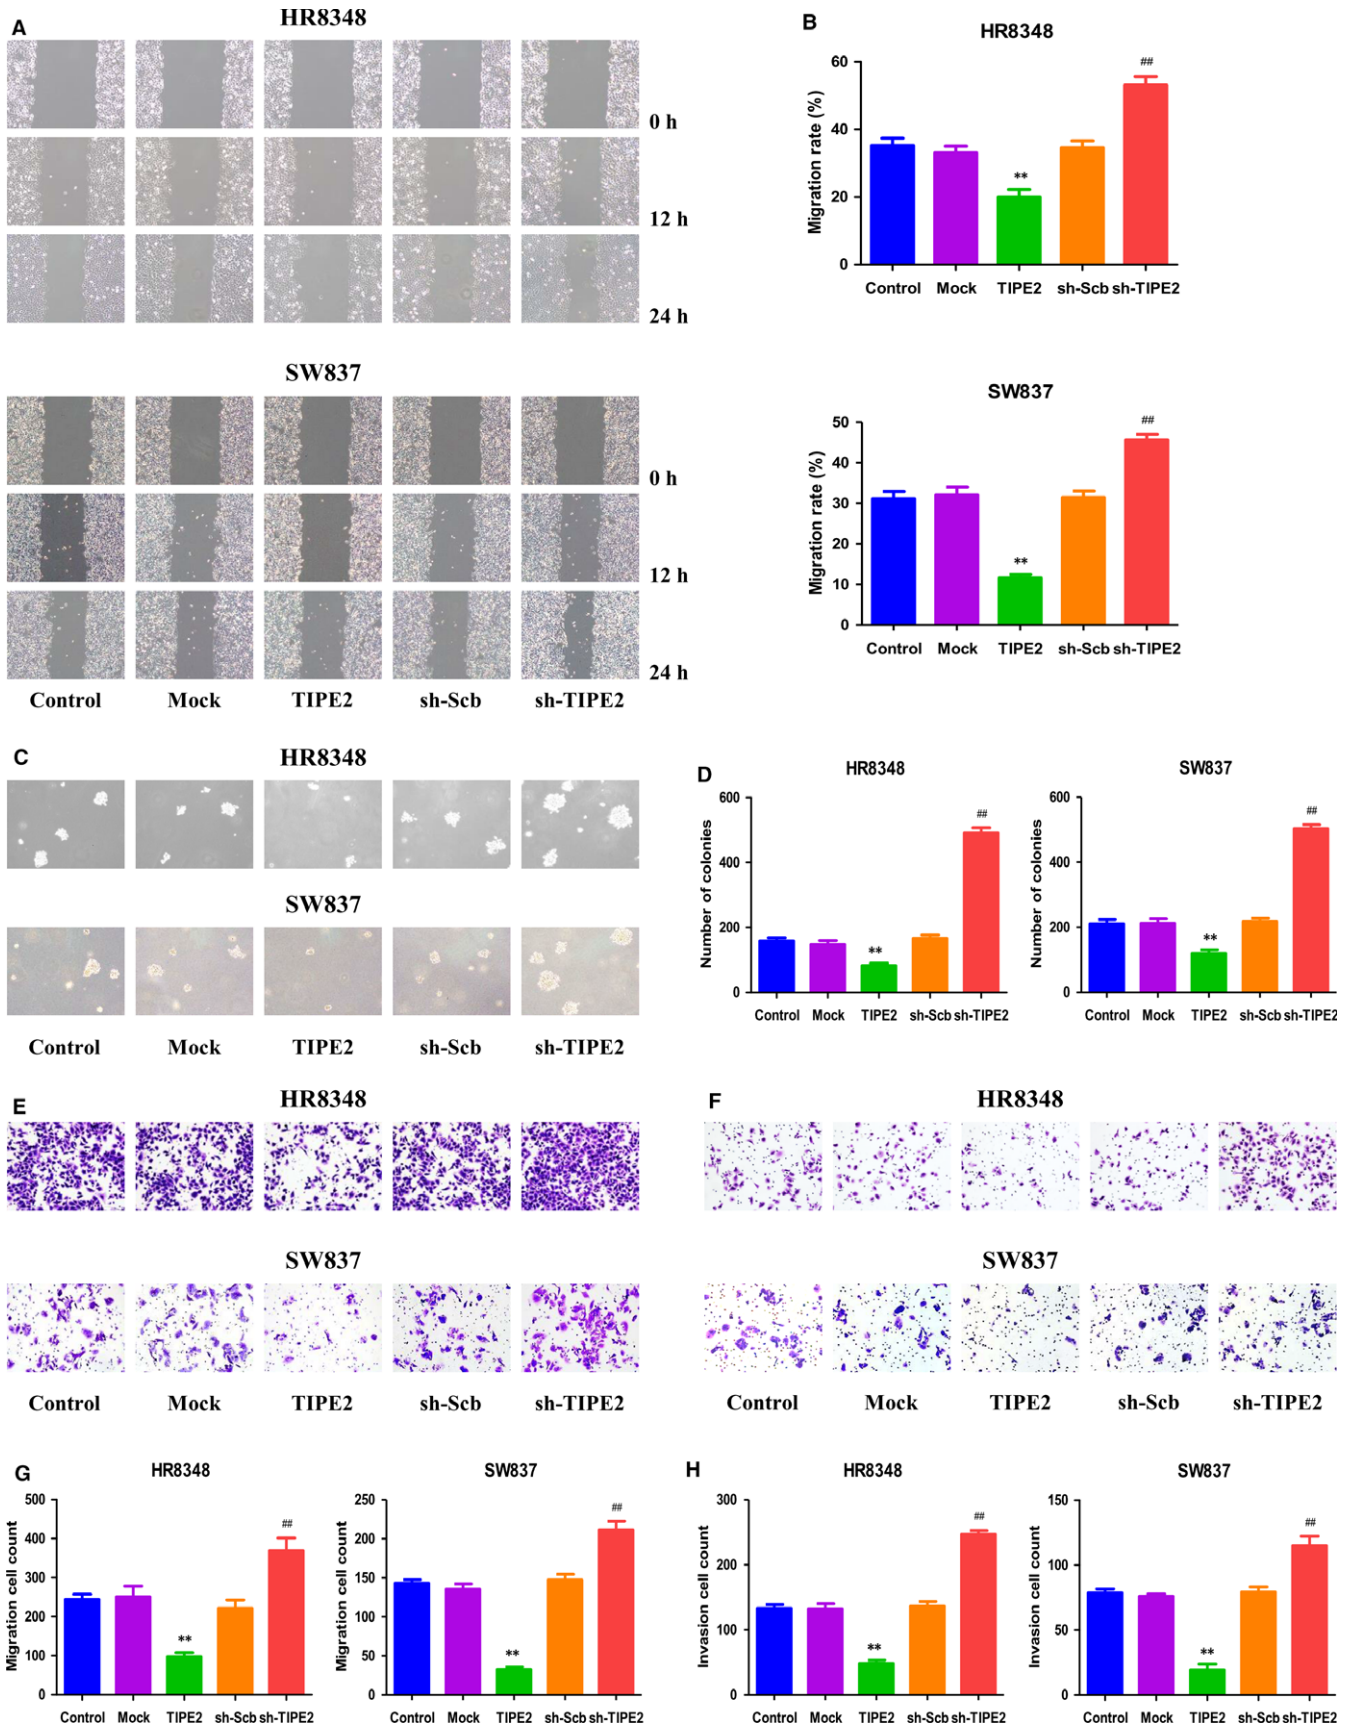 A
HR8348
0 h
12 h
24 h
SW837
0 h
12 h
24 h
Control Mock TIPE2 sh-Scb sh-TIPE2
B
HR8348
Migration rate (%)
60
40
20
0
**
##
Control Mock TIPE2 sh-Scb sh-TIPE2
SW837
Migration rate (%)
50
40
30
20
10
0
**
##
Control Mock TIPE2 sh-Scb sh-TIPE2
C
HR8348
SW837
Control Mock TIPE2 sh-Scb sh-TIPE2
D
HR8348
Number of colonies
600
400
200
0
**
##
Control Mock TIPE2 sh-Scb sh-TIPE2
SW837
Number of colonies
600
400
200
0
**
##
Control Mock TIPE2 sh-Scb sh-TIPE2
E
HR8348
SW837
Control Mock TIPE2 sh-Scb sh-TIPE2
F
HR8348
SW837
Control Mock TIPE2 sh-Scb sh-TIPE2
G
HR8348
Migration cell count
500
400
300
200
100
0
**
##
Control Mock TIPE2 sh-Scb sh-TIPE2
SW837
Migration cell count
250
200
150
100
50
0
**
##
Control Mock TIPE2 sh-Scb sh-TIPE2
H
HR8348
Invasion cell count
300
200
100
0
**
##
Control Mock TIPE2 sh-Scb sh-TIPE2
SW837
Invasion cell count
150
100
50
0
**
##
Control Mock TIPE2 sh-Scb sh-TIPE2